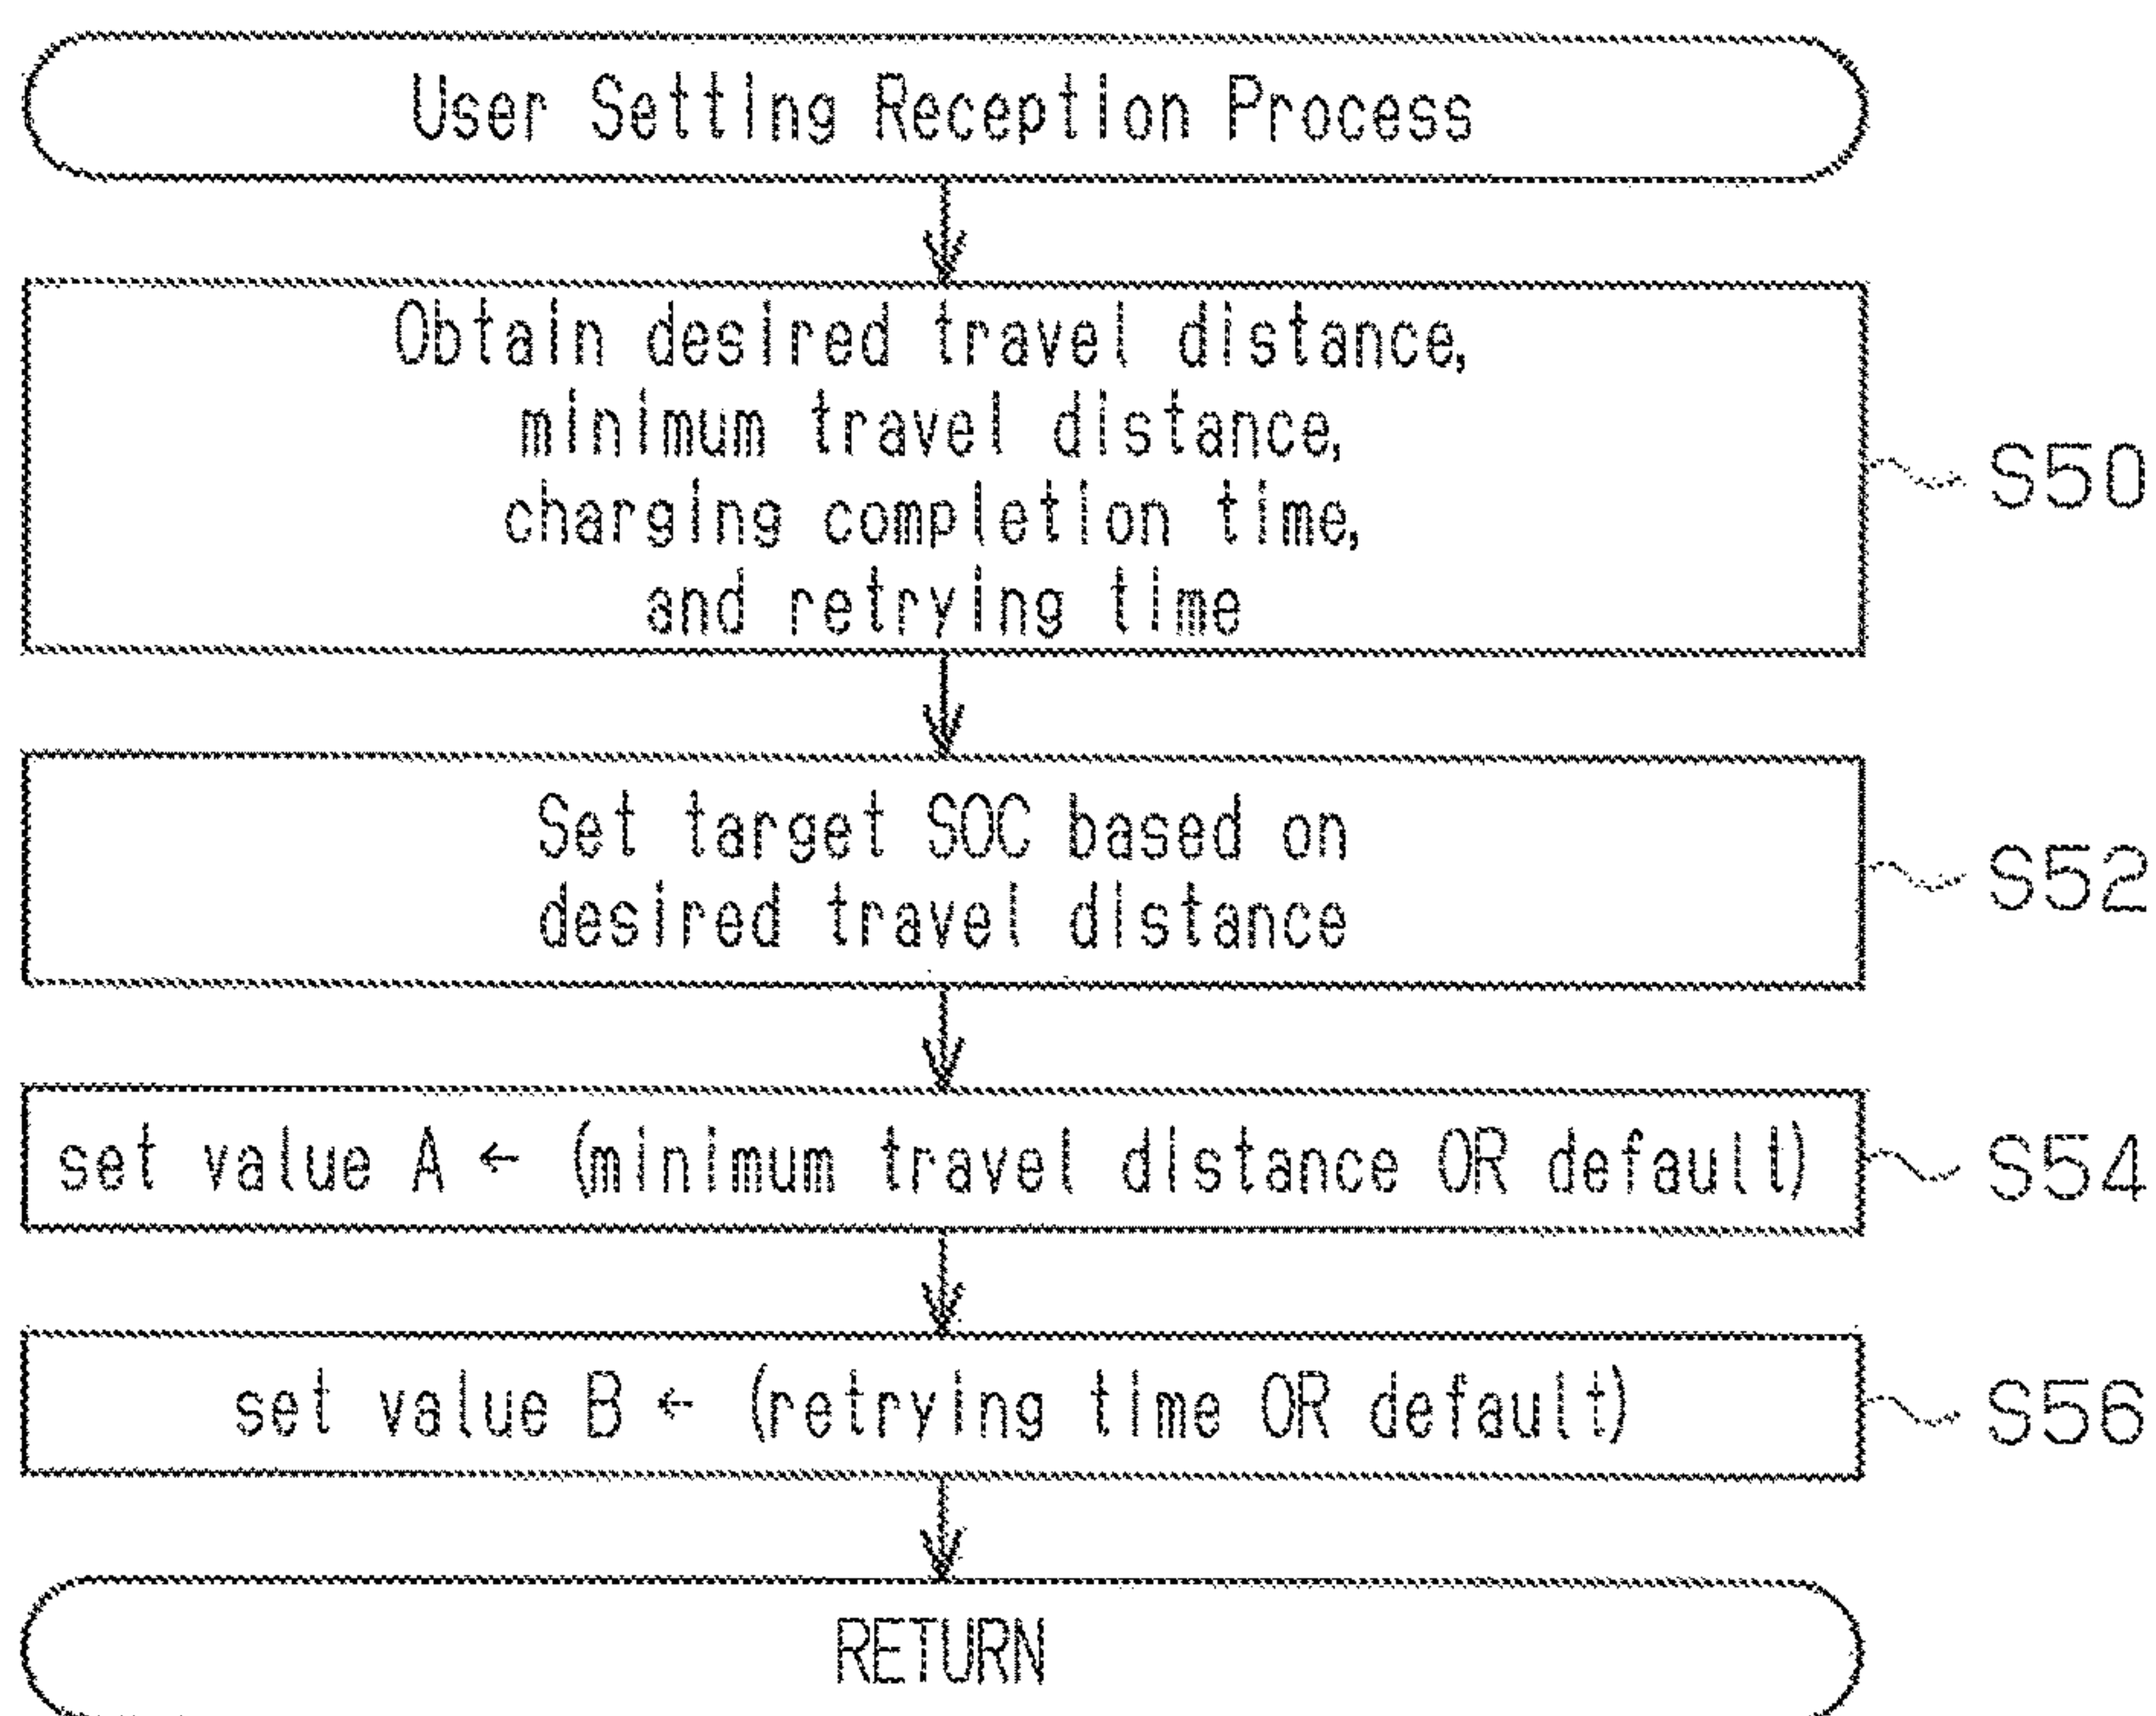 User Setting Reception Process
Obtain desired travel distance,
minimum travel distance,
charging completion time,
and retrying time
S50
Set target SOC based on
desired travel distance
S52
set value A ← (minimum travel distance OR default)
S54
set value B ← (retrying time OR default)
S56
RETURN